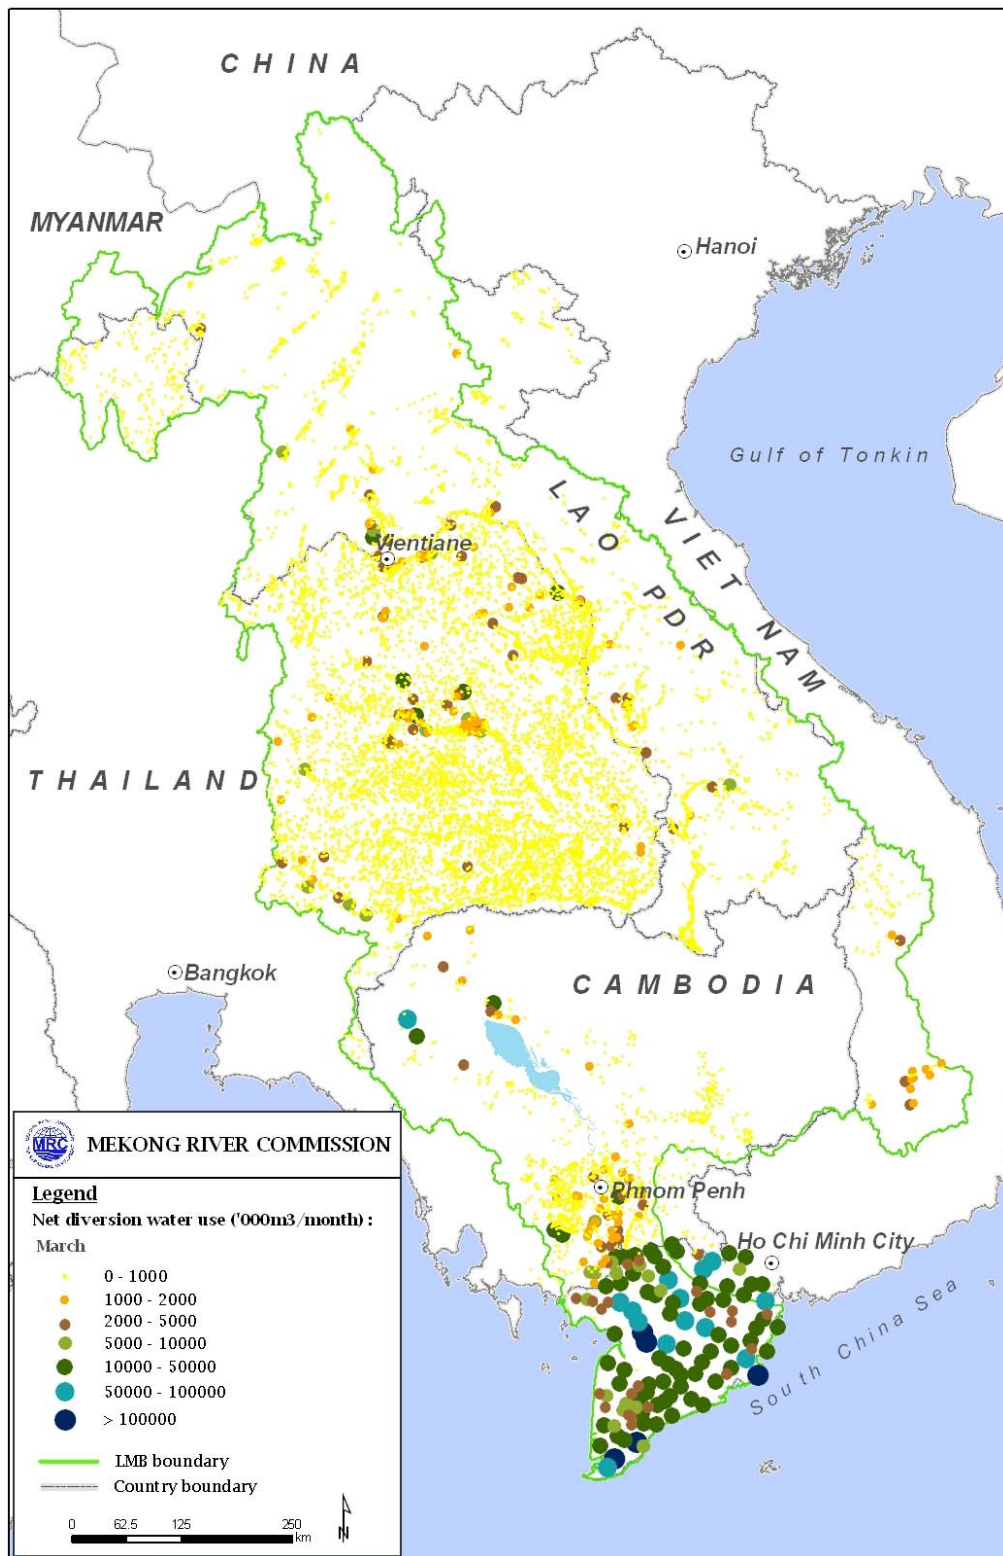 CHINA
MYANMAR
Hanoi
Gulf of Tonkin
LAO PDR
VIET NAM
Vientiane
THAILAND
Bangkok
CAMBODIA
MRC
MEKONG RIVER COMMISSION
Phnom Penh
Ho Chi Minh City
South China Sea
Legend
Net diversion water use ('000m3/month) :
March
0 - 1000
1000 - 2000
2000 - 5000
5000 - 10000
10000 - 50000
50000 - 100000
> 100000
LMB boundary
Country boundary
0 62.5 125 250
km
N